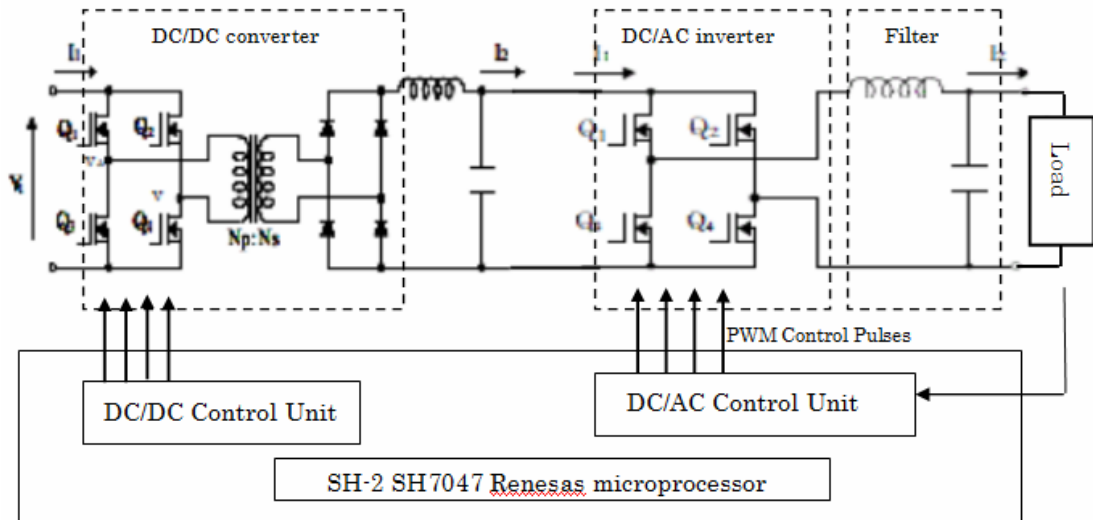 DC/DC converter
DC/AC inverter
Filter
I₁
I₂
I₁
I₂
Q₁
Q₂
Q₁
Q₂
Load
V
Q₃
Q₄
Np:Ns
Q₄
PWM Control Pulses
DC/DC Control Unit
DC/AC Control Unit
SH-2 SH7047 Renesas microprocessor